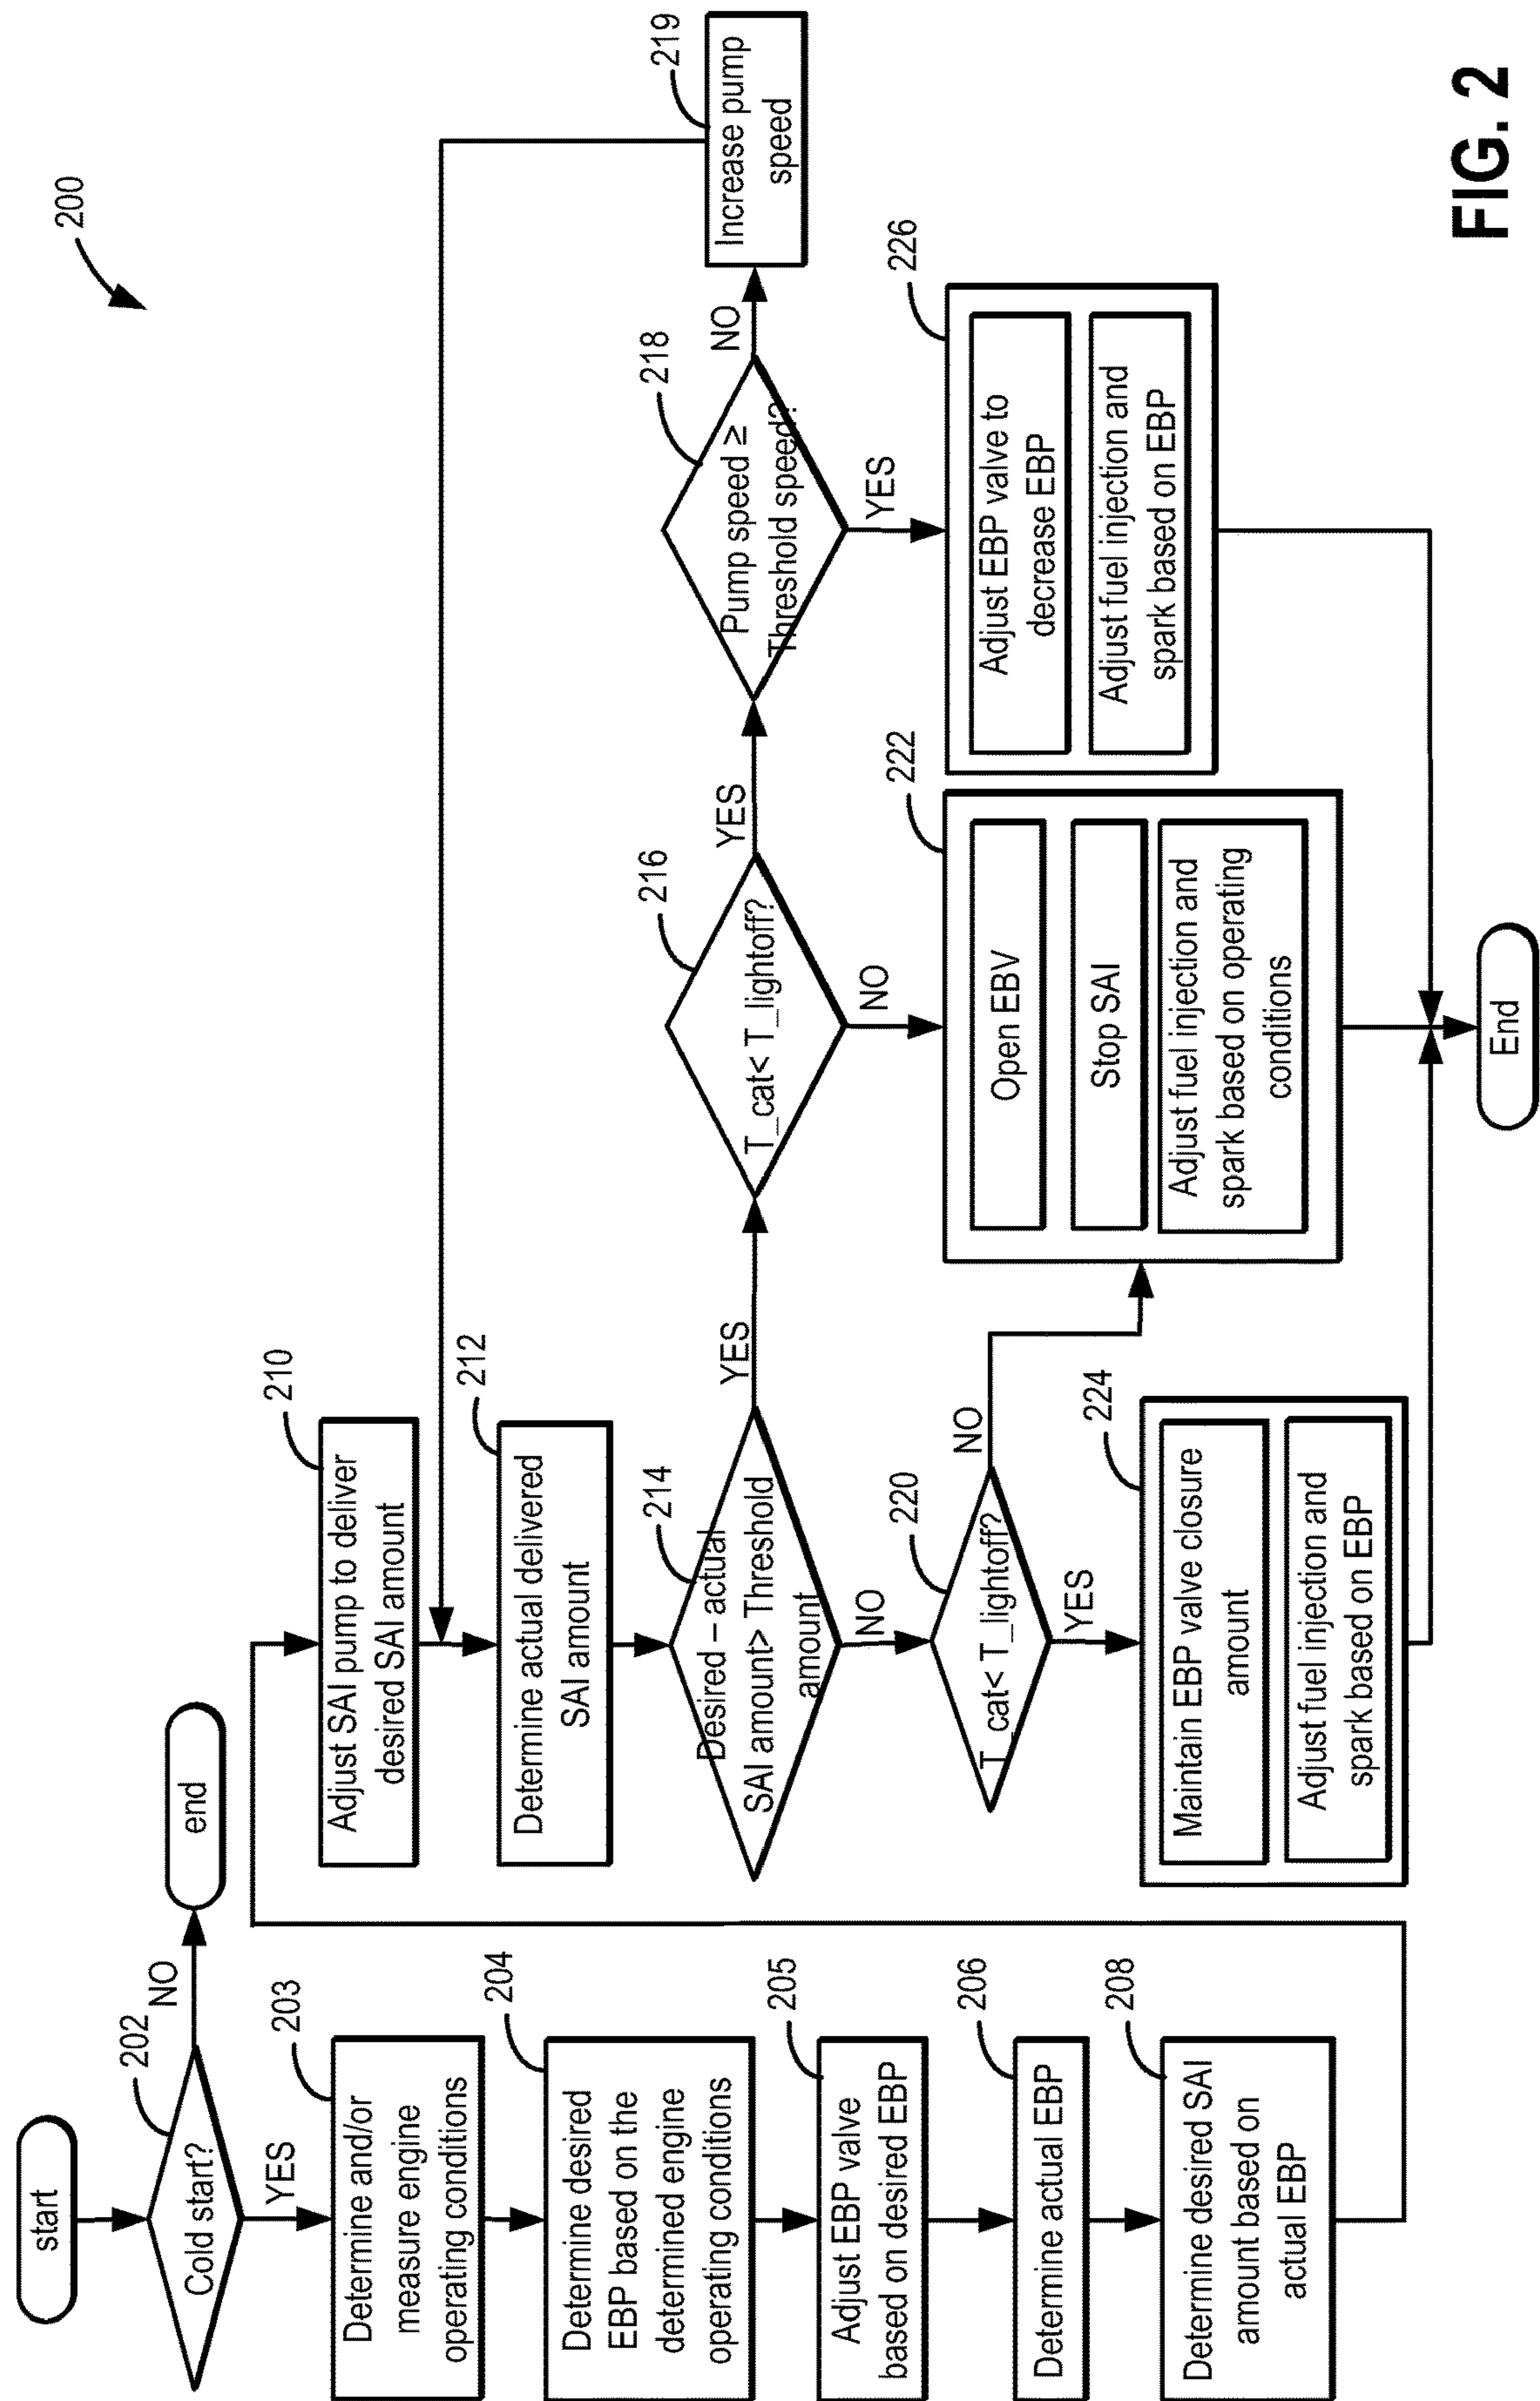 200
start
Cold start?
202
NO
end
YES
Determine and/or
measure engine
operating conditions
203
Determine desired
EBP based on the
determined engine
operating conditions
204
Adjust EBP valve
based on desired EBP
205
Determine actual EBP
206
Determine desired SAI
amount based on
actual EBP
208
Adjust SAI pump to deliver
desired SAI amount
210
Determine actual delivered
SAI amount
212
Desired – actual
SAI amount> Threshold
amount
214
YES
NO
T_cat< T_lightoff?
216
YES
NO
Pump speed ≥
Threshold speed?
218
NO
YES
Increase pump
speed
219
T_cat< T_lightoff?
220
NO
YES
Open EBV
Stop SAI
Adjust fuel injection and
spark based on operating
conditions
222
Maintain EBP valve closure
amount
Adjust fuel injection and
spark based on EBP
224
Adjust EBP valve to
decrease EBP
Adjust fuel injection and
spark based on EBP
226
End
FIG. 2